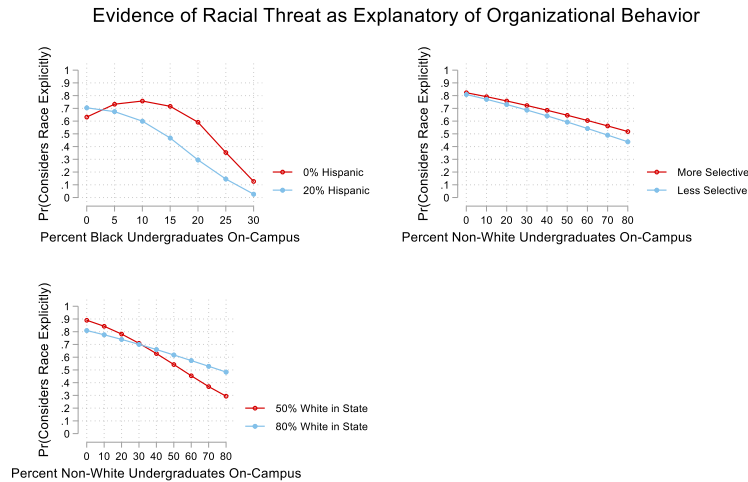 Evidence of Racial Threat as Explanatory of Organizational Behavior
Pr(Considers Race Explicitly)
1
.9
.8
.7
.6
.5
.4
.3
.2
.1
0
0 5 10 15 20 25 30
Percent Black Undergraduates On-Campus
0% Hispanic
20% Hispanic
Pr(Considers Race Explicitly)
1
.9
.8
.7
.6
.5
.4
.3
.2
.1
0
0 10 20 30 40 50 60 70 80
Percent Non-White Undergraduates On-Campus
More Selective
Less Selective
Pr(Considers Race Explicitly)
1
.9
.8
.7
.6
.5
.4
.3
.2
.1
0
0 10 20 30 40 50 60 70 80
Percent Non-White Undergraduates On-Campus
50% White in State
80% White in State